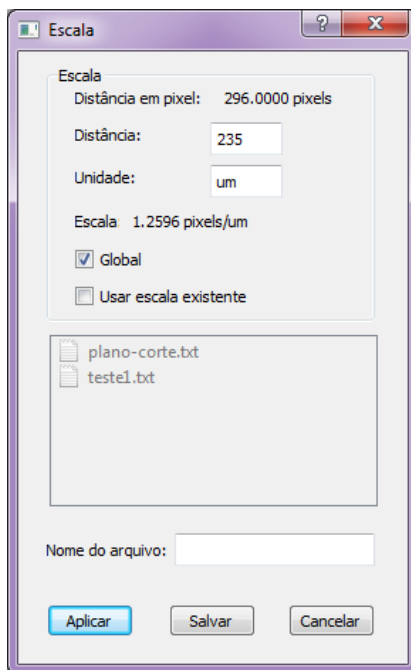 Escala
Escala
Distância em pixel: 296.0000 pixels
Distância: 235
Unidade: um
Escala: 1.2596 pixels/um
Global
Usar escala existente
plano-corte.txt
teste1.txt
Nome do arquivo:
Aplicar Salvar Cancelar